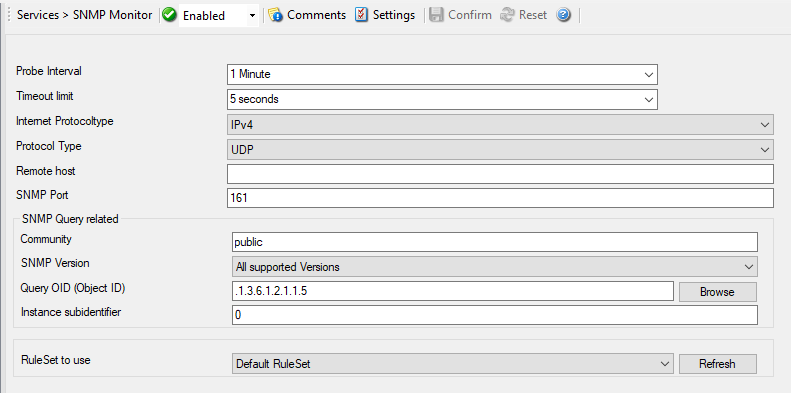 Services > SNMP Monitor Enabled Comments Settings Confirm Reset ?
Probe Interval 1 Minute
Timeout limit 5 seconds
Internet Protocoltype IPv4
Protocol Type UDP
Remote host
SNMP Port 161
SNMP Query related
Community public
SNMP Version All supported Versions
Query OID (Object ID) .1.3.6.1.2.1.1.5 Browse
Instance subidentifier 0
RuleSet to use Default RuleSet Refresh